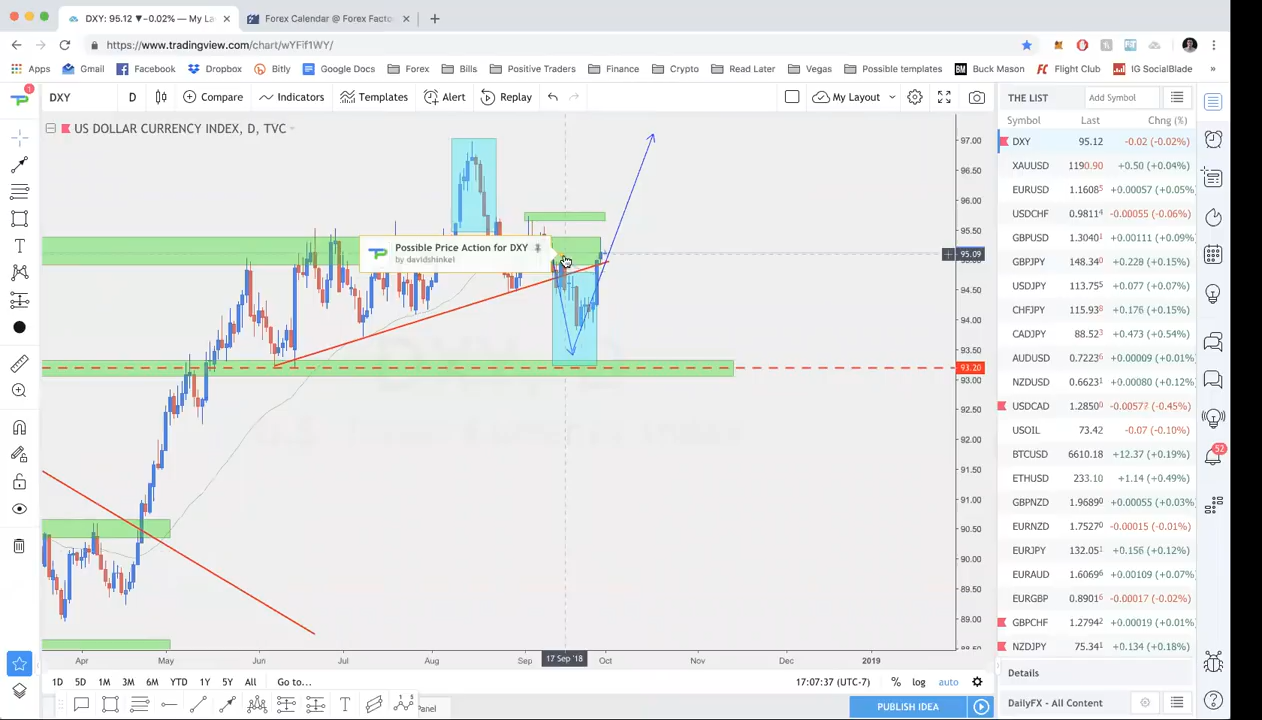 DXY: 95.12 ▼-0.02% — My La
Forex Calendar @ Forex Facto
https://www.tradingview.com/chart/wYFif1WY/
Apps Gmail Facebook Dropbox Bitly Google Docs Forex Bills Positive Traders Finance Crypto Read Later Vegas Possible templates BM Buck Mason FC Flight Club IG SocialBlade »
DXY D Compare Indicators Templates Alert Replay My Layout
THE LIST Add Symbol
US DOLLAR CURRENCY INDEX, D, TVC
Symbol Last Chng (%)
DXY 95.12 -0.02 (-0.02%)
XAUUSD 1190.90 +0.50 (+0.04%)
EURUSD 1.16085 +0.00057 (+0.05%)
USDCHF 0.98114 -0.00055 (-0.06%)
GBPUSD 1.30401 +0.00111 (+0.09%)
GBPJPY 148.340 +0.228 (+0.15%)
USDJPY 113.755 +0.077 (+0.07%)
CHFJPY 115.938 +0.176 (+0.15%)
CADJPY 88.523 +0.473 (+0.54%)
AUDUSD 0.72236 +0.00009 (+0.01%)
NZDUSD 0.66231 +0.00080 (+0.12%)
USDCAD 1.28500 -0.00577 (-0.45%)
USOIL 73.42 -0.07 (-0.10%)
BTCUSD 6610.18 +12.37 (+0.19%)
ETHUSD 233.10 +1.14 (+0.49%)
GBPNZD 1.96890 +0.00055 (+0.03%)
EURNZD 1.75270 -0.00015 (-0.01%)
EURJPY 132.051 +0.156 (+0.12%)
EURAUD 1.60696 +0.00109 (+0.07%)
EURGBP 0.89016 -0.00017 (-0.02%)
GBPCHF 1.27942 +0.00019 (+0.01%)
NZDJPY 75.341 +0.134 (+0.18%)
Details
DailyFX - All Content
52
1
Possible Price Action for DXY
by davidshinkel
97.00
96.50
96.00
95.50
95.09
94.50
94.00
93.50
93.20
93.00
92.50
92.00
91.50
91.00
90.50
90.00
89.50
89.00
Apr May Jun Jul Aug Sep 17 Sep '18 Oct Nov Dec 2019
1D 5D 1M 3M 6M YTD 1Y 5Y All Go to... 17:07:37 (UTC-7) % log auto
anel
PUBLISH IDEA